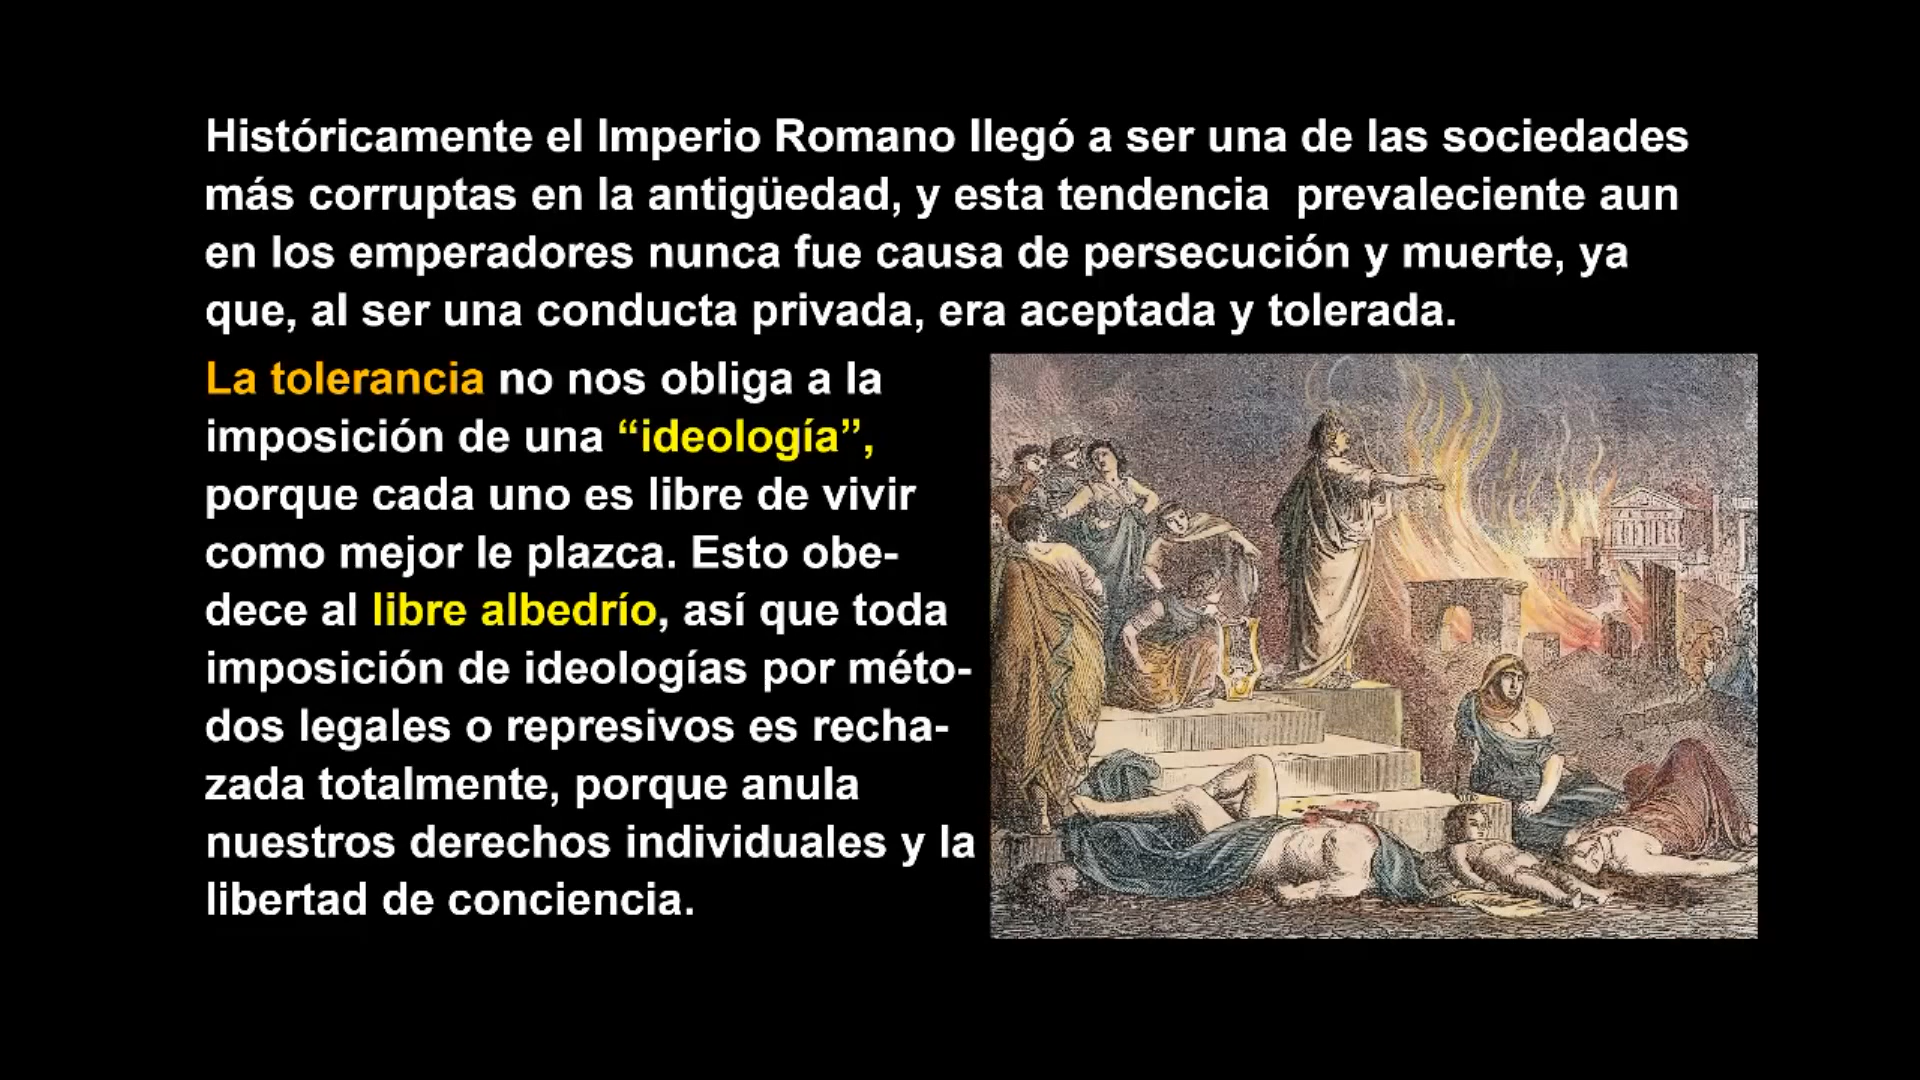 Históricamente el Imperio Romano llegó a ser una de las sociedades
más corruptas en la antigüedad, y esta tendencia  prevaleciente aun
en los emperadores nunca fue causa de persecución y muerte, ya
que, al ser una conducta privada, era aceptada y tolerada.
La tolerancia no nos obliga a la
imposición de una “ideología”,
porque cada uno es libre de vivir
como mejor le plazca. Esto obe-
dece al libre albedrío, así que toda
imposición de ideologías por méto-
dos legales o represivos es recha-
zada totalmente, porque anula
nuestros derechos individuales y la
libertad de conciencia.